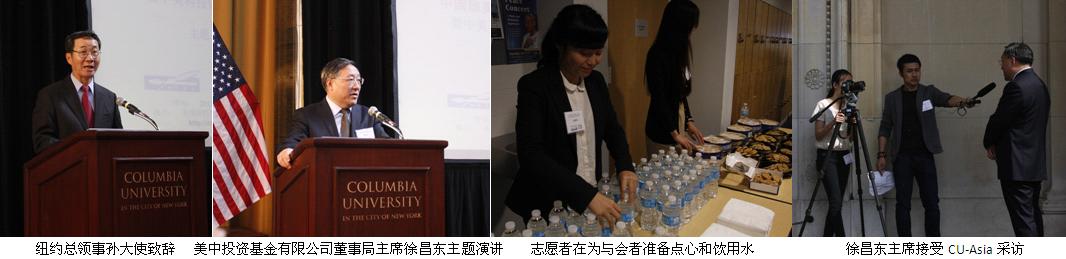 COLUMBIA
UNIVERSITY
IN THE CITY OF NEW YORK
COLUMBIA
UNIVERSITY
IN THE CITY OF NEW YORK
Concert
纽约总领事孙大使致辞
美中投资基金有限公司董事局主席徐昌东主题演讲
志愿者在为与会者准备点心和饮用水
徐昌东主席接受 CU-Asia 采访